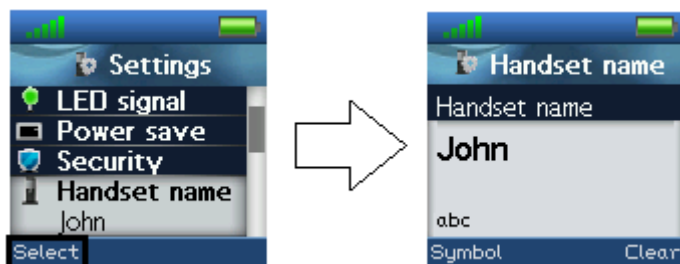 Settings
LED signal
Power save
Security
Handset name
John
Select
Handset name
Handset name
John
abc
Symbol Clear